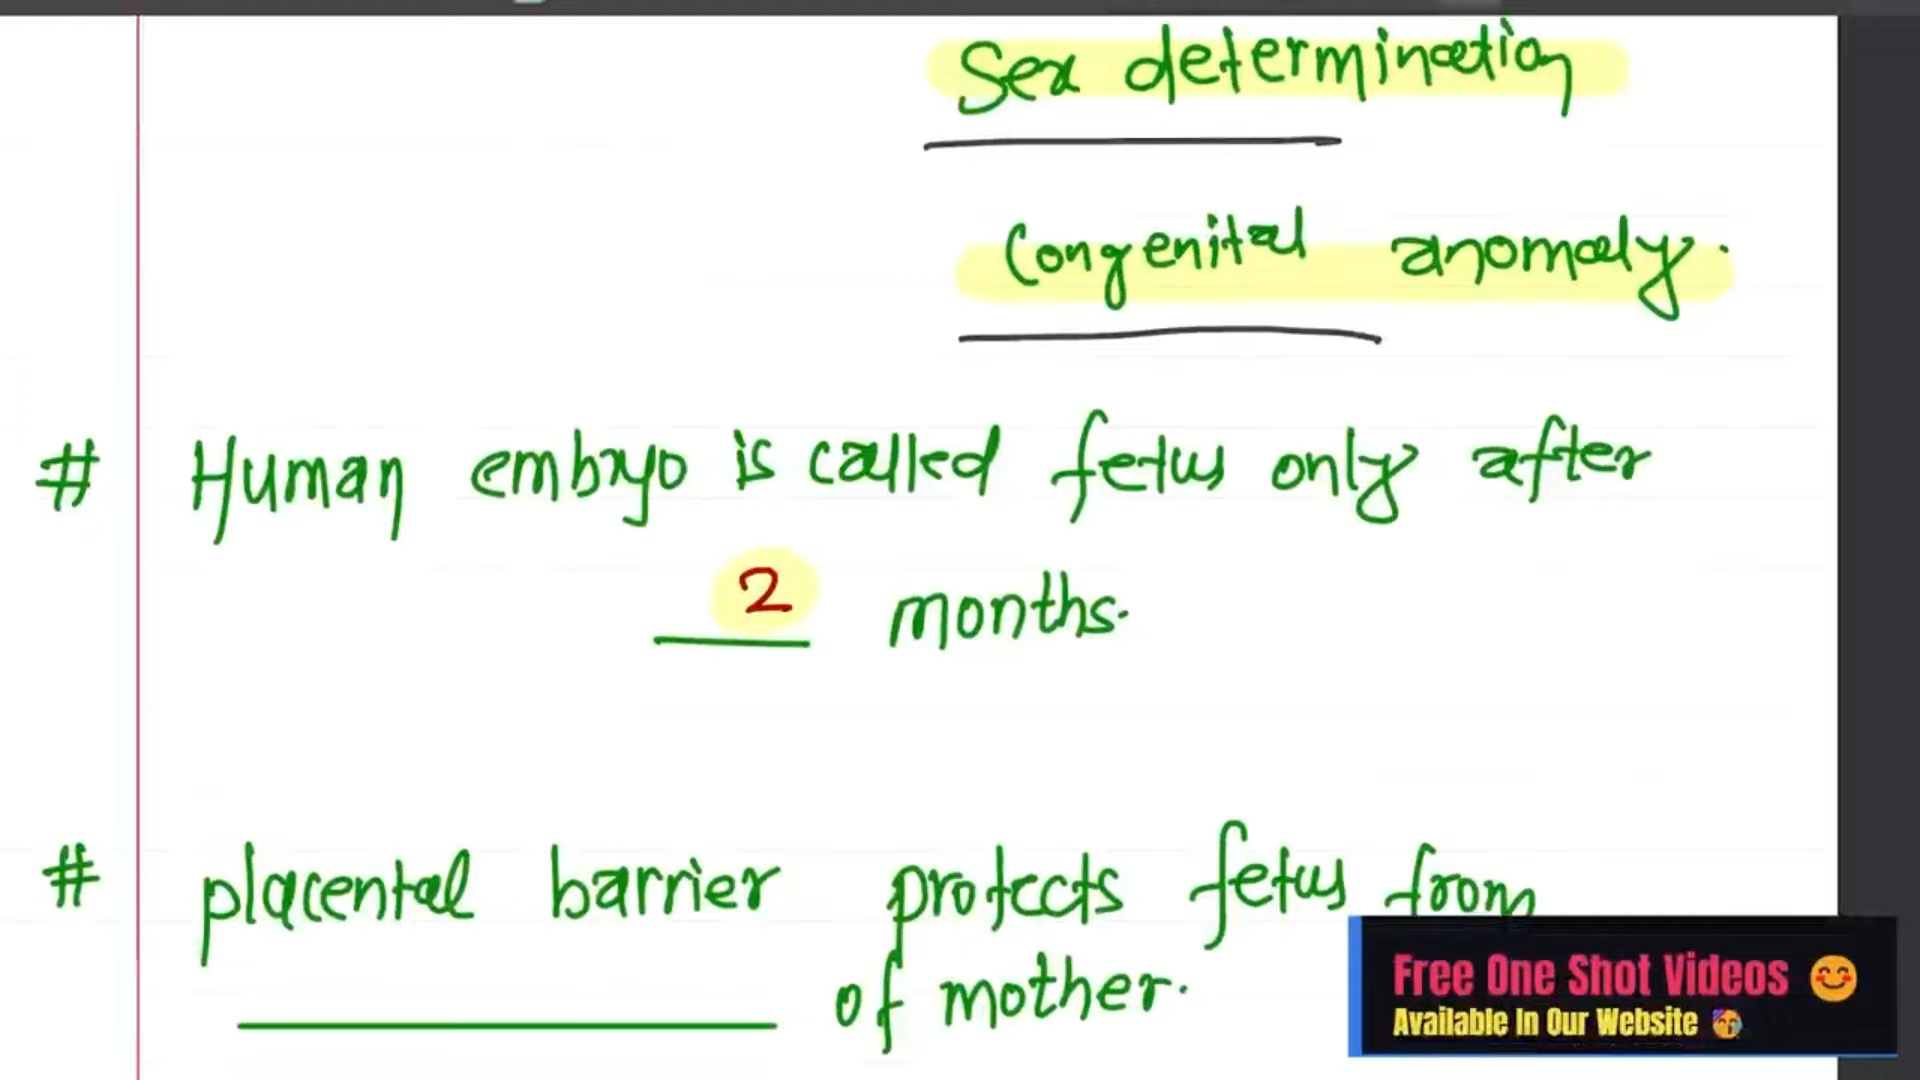 Sex determination
Congenital anomaly.
# Human embryo is called fetus only after
2 months.
# placental barrier protects fetus from
of mother.
Free One Shot Videos 😊
Available In Our Website 🥳